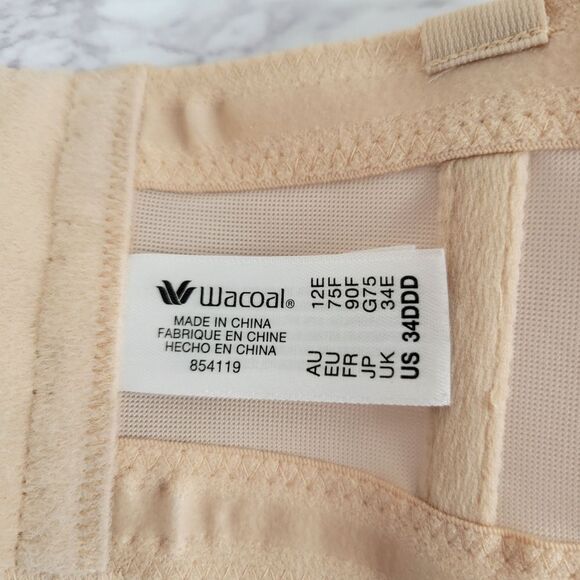 Wacoal®
MADE IN CHINA
FABRIQUE EN CHINE
HECHO EN CHINA
854119
AU 12E
EU 75F
FR 90F
JP G75
UK 34E
US 34DDD